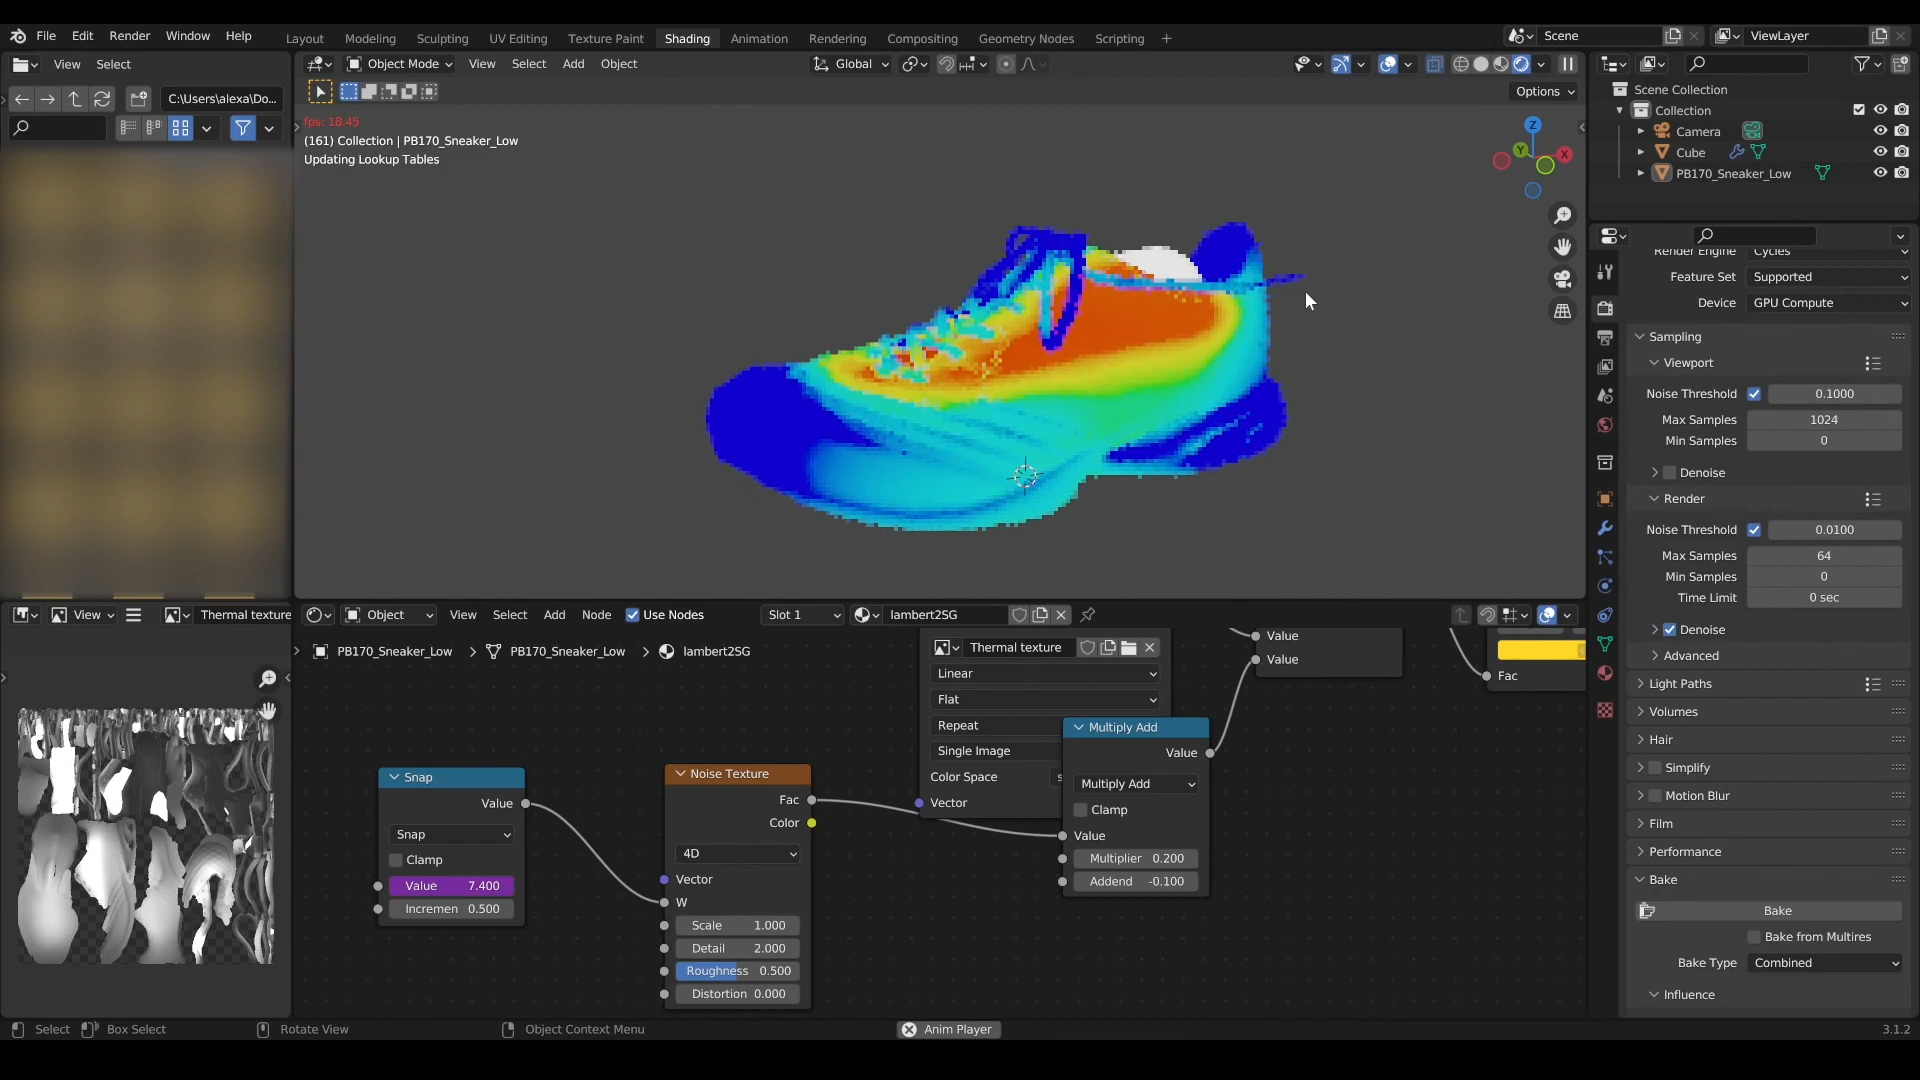 File Edit Render Window Help
Layout Modeling Sculpting UV Editing Texture Paint Shading Animation Rendering Compositing Geometry Nodes Scripting +
Scene
ViewLayer
View Select
Object Mode View Select Add Object
Global
C:\Users\alexa\Do...
Options
fps: 18.45
(161) Collection | PB170_Sneaker_Low
Updating Lookup Tables
Z
Y
X
Scene Collection
Collection
Camera
Cube
PB170_Sneaker_Low
Render Engine Cycles
Feature Set Supported
Device GPU Compute
Sampling
Viewport
Noise Threshold 0.1000
Max Samples 1024
Min Samples 0
Denoise
Render
Noise Threshold 0.0100
Max Samples 64
Min Samples 0
Time Limit 0 sec
Denoise
Advanced
Light Paths
Volumes
Hair
Simplify
Motion Blur
Film
Performance
Bake
Bake
Bake from Multires
Bake Type Combined
Influence
View
Thermal texture
Object View Select Add Node Use Nodes
Slot 1
lambert2SG
PB170_Sneaker_Low > PB170_Sneaker_Low > lambert2SG
Snap
Value
Snap
Clamp
Value 7.400
Incremen 0.500
Noise Texture
Fac
Color
4D
Vector
W
Scale 1.000
Detail 2.000
Roughness 0.500
Distortion 0.000
Thermal texture
Linear
Flat
Repeat
Single Image
Color Space
Vector
Multiply Add
Value
Multiply Add
Clamp
Value
Multiplier 0.200
Addend -0.100
Value
Value
Fac
Select Box Select Rotate View Object Context Menu Anim Player
3.1.2